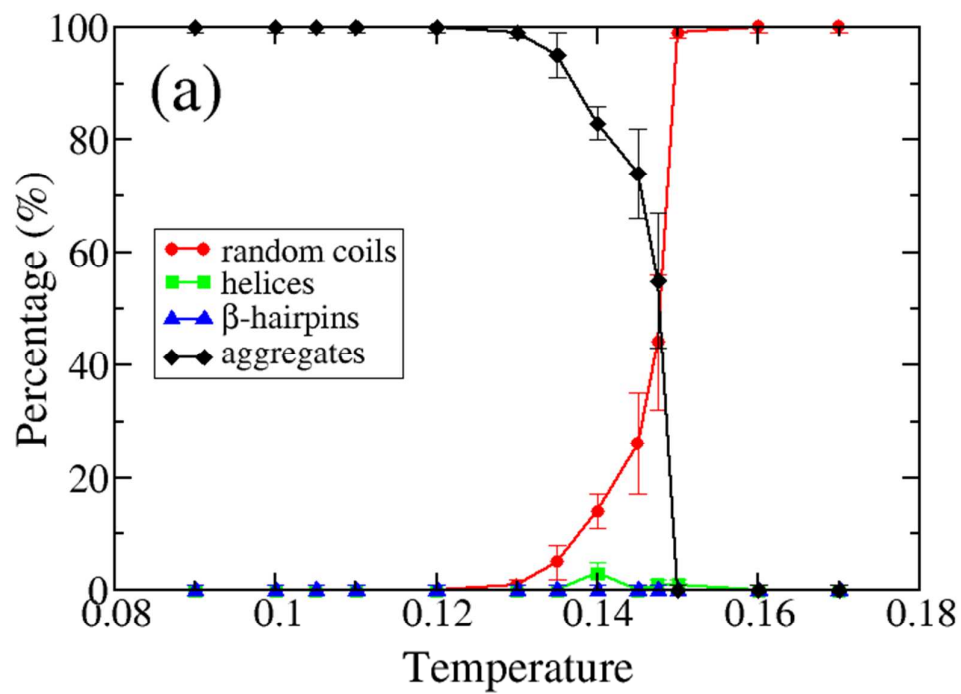 100
80
60
40
20
0
Percentage (%)
(a)
random coils
helices
β-hairpins
aggregates
0.08 0.1 0.12 0.14 0.16 0.18
Temperature